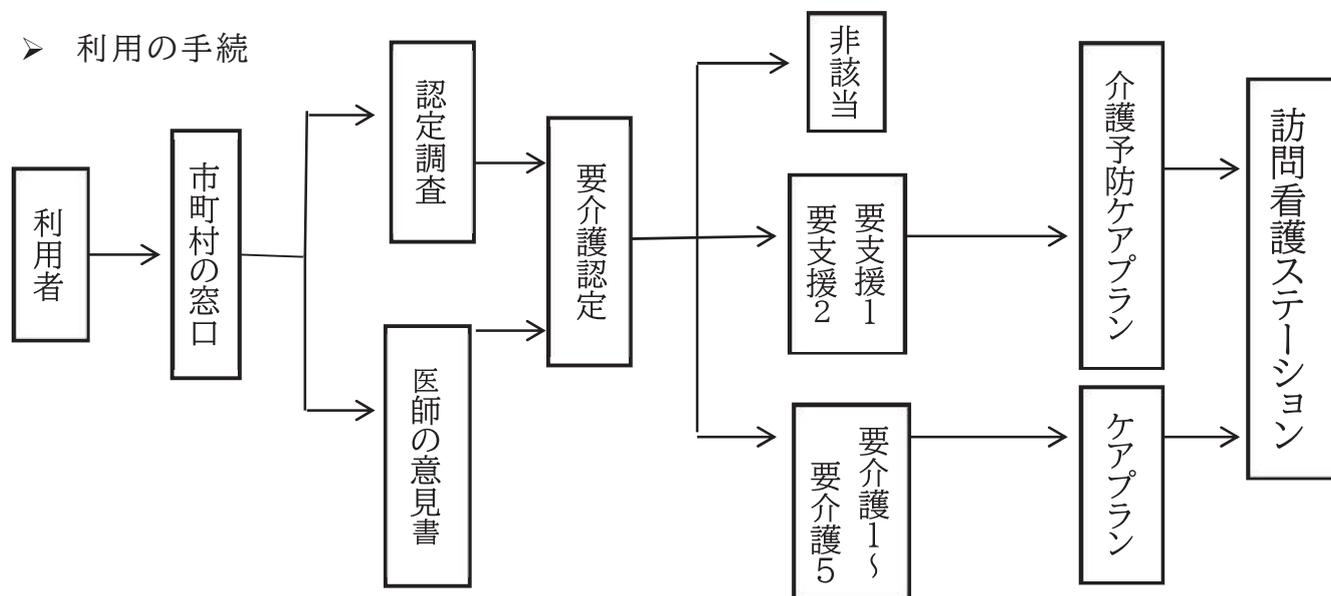 ➢ 利用の手続
利用者
市町村の窓口
認定調査
医師の意見書
要介護認定
非該当
要支援1
要支援2
要介護1~
要介護5
介護予防ケアプラン
ケアプラン
訪問看護ステーション